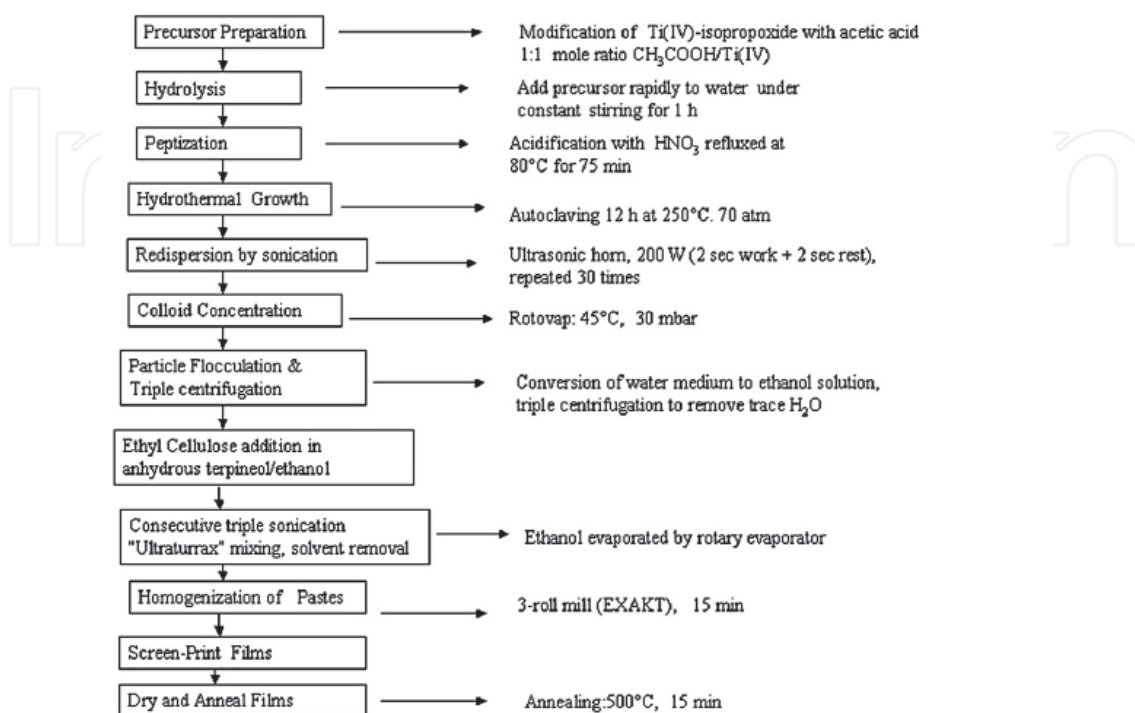 Precursor Preparation
Modification of Ti(IV)-isopropoxide with acetic acid
1:1 mole ratio CH₃COOH/Ti(IV)
Hydrolysis
Add precursor rapidly to water under
constant stirring for 1 h
Peptization
Acidification with HNO₃ refluxed at
80°C for 75 min
Hydrothermal Growth
Autoclaving 12 h at 250°C. 70 atm
Redispersion by sonication
Ultrasonic horn, 200 W (2 sec work + 2 sec rest),
repeated 30 times
Colloid Concentration
Rotovap: 45°C, 30 mbar
Particle Flocculation &
Triple centrifugation
Conversion of water medium to ethanol solution,
triple centrifugation to remove trace H₂O
Ethyl Cellulose addition in
anhydrous terpineol/ethanol
Consecutive triple sonication
"Ultraturrax" mixing, solvent removal
Ethanol evaporated by rotary evaporator
Homogenization of Pastes
3-roll mill (EXAKT), 15 min
Screen-Print Films
Dry and Anneal Films
Annealing:500°C, 15 min